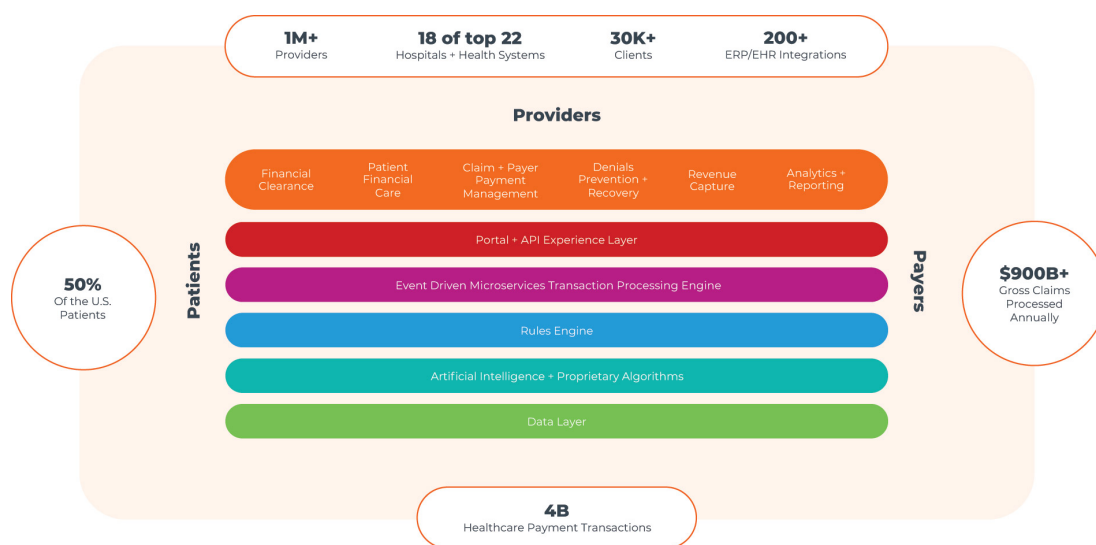 1M+
Providers
18 of top 22
Hospitals + Health Systems
30K+
Clients
200+
ERP/EHR Integrations
Providers
Financial
Clearance
Patient
Financial
Care
Claim + Payer
Payment
Management
Denials
Prevention +
Recovery
Revenue
Capture
Analytics +
Reporting
Portal + API Experience Layer
Event Driven Microservices Transaction Processing Engine
Rules Engine
Artificial Intelligence + Proprietary Algorithms
Data Layer
50%
Of the U.S.
Patients
Patients
Payers
$900B+
Gross Claims
Processed
Annually
4B
Healthcare Payment Transactions